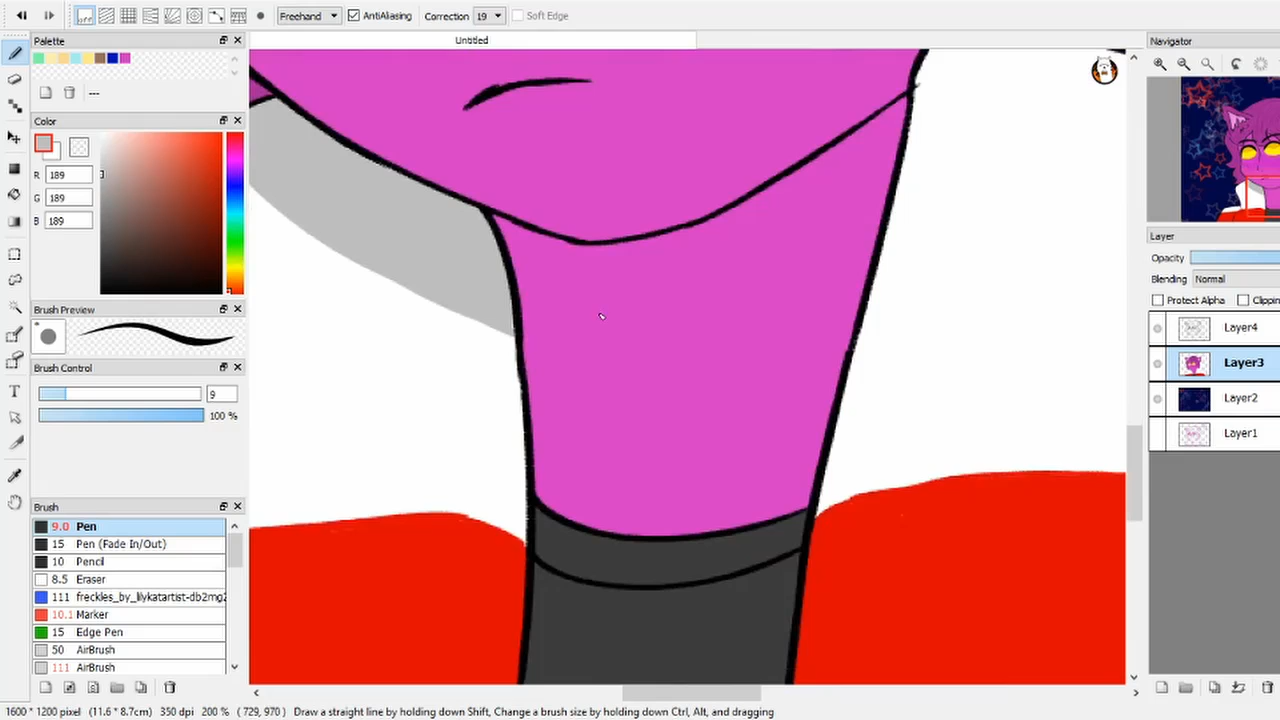 off
Freehand
AntiAliasing
Correction
19
Soft Edge
Palette
Untitled
Navigator
---
Color
R 189
G 189
B 189
Layer
Opacity
Blending Normal
Protect Alpha
Clippin
Layer4
Layer3
Layer2
Layer1
Brush Preview
Brush Control
9
100 %
Brush
9.0 Pen
15 Pen (Fade In/Out)
10 Pencil
8.5 Eraser
111 freckles_by_lilykatartist-db2mg2
10.1 Marker
15 Edge Pen
50 AirBrush
111 AirBrush
1600 * 1200 pixel (11.6 * 8.7cm) 350 dpi 200 % ( 729, 970 ) Draw a straight line by holding down Shift, Change a brush size by holding down Ctrl, Alt, and dragging